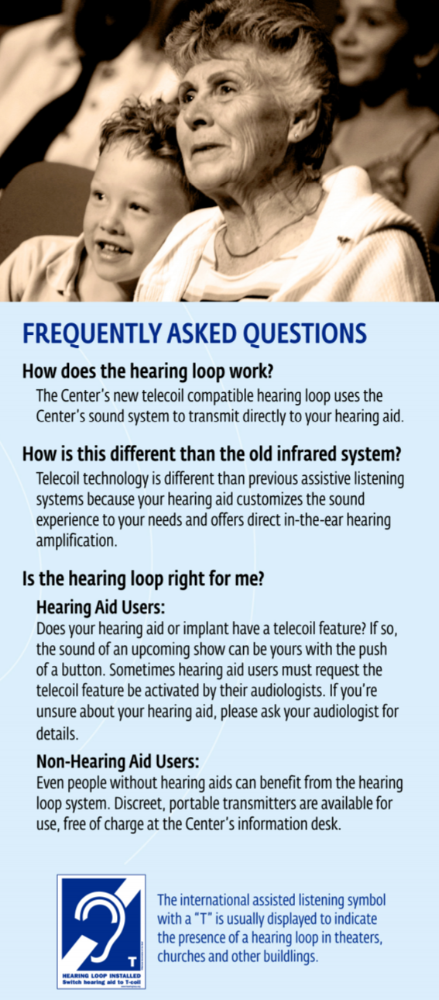 FREQUENTLY ASKED QUESTIONS
How does the hearing loop work?
The Center's new telecoil compatible hearing loop uses the
Center's sound system to transmit directly to your hearing aid.
How is this different than the old infrared system?
Telecoil technology is different than previous assistive listening
systems because your hearing aid customizes the sound
experience to your needs and offers direct in-the-ear hearing
amplification.
Is the hearing loop right for me?
Hearing Aid Users:
Does your hearing aid or implant have a telecoil feature? If so,
the sound of an upcoming show can be yours with the push
of a button. Sometimes hearing aid users must request the
telecoil feature be activated by their audiologists. If you're
unsure about your hearing aid, please ask your audiologist for
details.
Non-Hearing Aid Users:
Even people without hearing aids can benefit from the hearing
loop system. Discreet, portable transmitters are available for
use, free of charge at the Center's information desk.
T
HEARING LOOP INSTALLED
Switch hearing aid to T-coil
The international assisted listening symbol
with a "T" is usually displayed to indicate
the presence of a hearing loop in theaters,
churches and other buildlings.